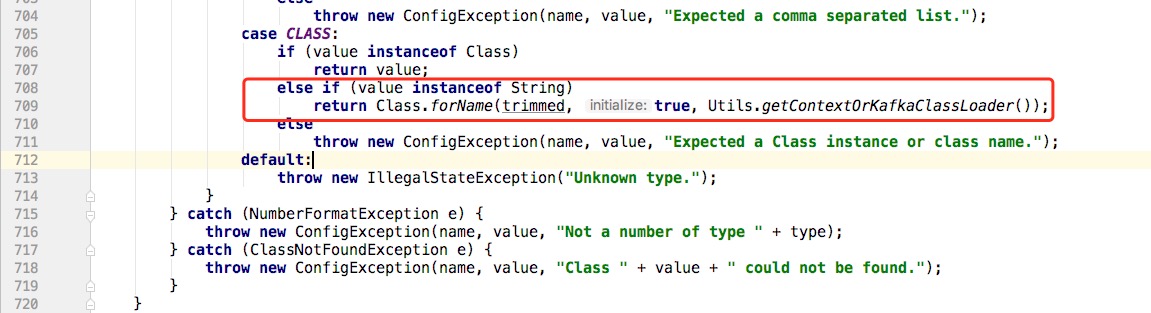 703 else
704 throw new ConfigException(name, value, "Expected a comma separated list.");
705 case CLASS:
706 if (value instanceof Class)
707 return value;
708 else if (value instanceof String)
709 return Class.forName(trimmed, initialize: true, Utils.getContextOrKafkaClassLoader());
710 else
711 throw new ConfigException(name, value, "Expected a Class instance or class name.");
712 default:
713 throw new IllegalStateException("Unknown type.");
714 }
715 } catch (NumberFormatException e) {
716 throw new ConfigException(name, value, "Not a number of type " + type);
717 } catch (ClassNotFoundException e) {
718 throw new ConfigException(name, value, "Class " + value + " could not be found.");
719 }
720 }